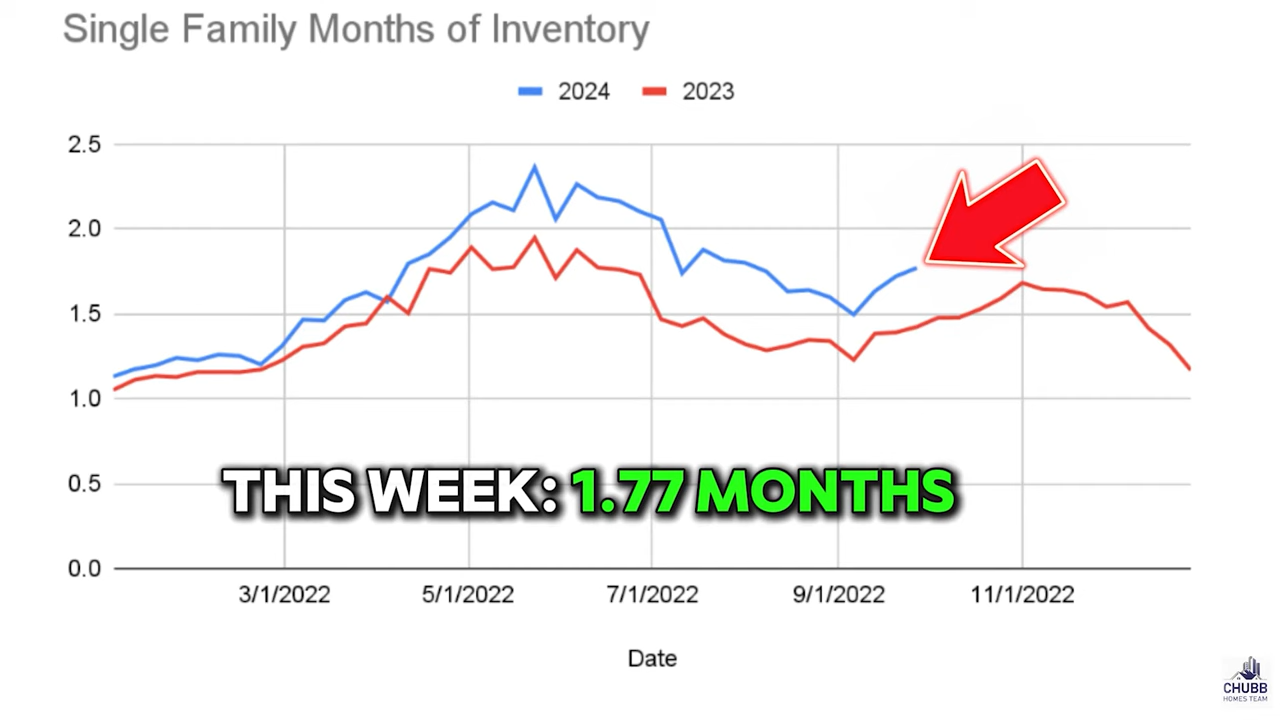 Single Family Months of Inventory
2024 2023
2.5
2.0
1.5
1.0
0.5
0.0
THIS WEEK: 1.77 MONTHS
3/1/2022 5/1/2022 7/1/2022 9/1/2022 11/1/2022
Date
CHUBB
HOMES TEAM